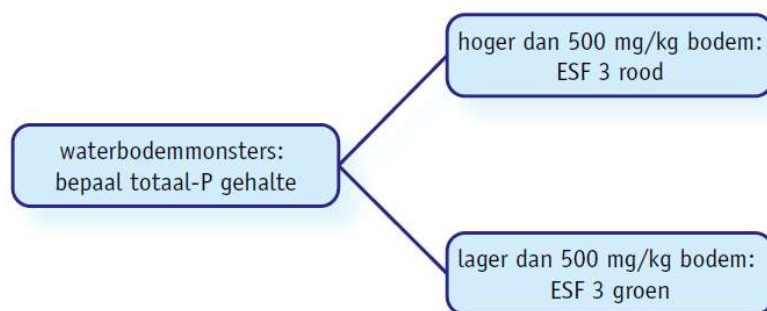 waterbodemmonsters:
bepaal totaal-P gehalte
hoger dan 500 mg/kg bodem:
ESF 3 rood
lager dan 500 mg/kg bodem:
ESF 3 groen